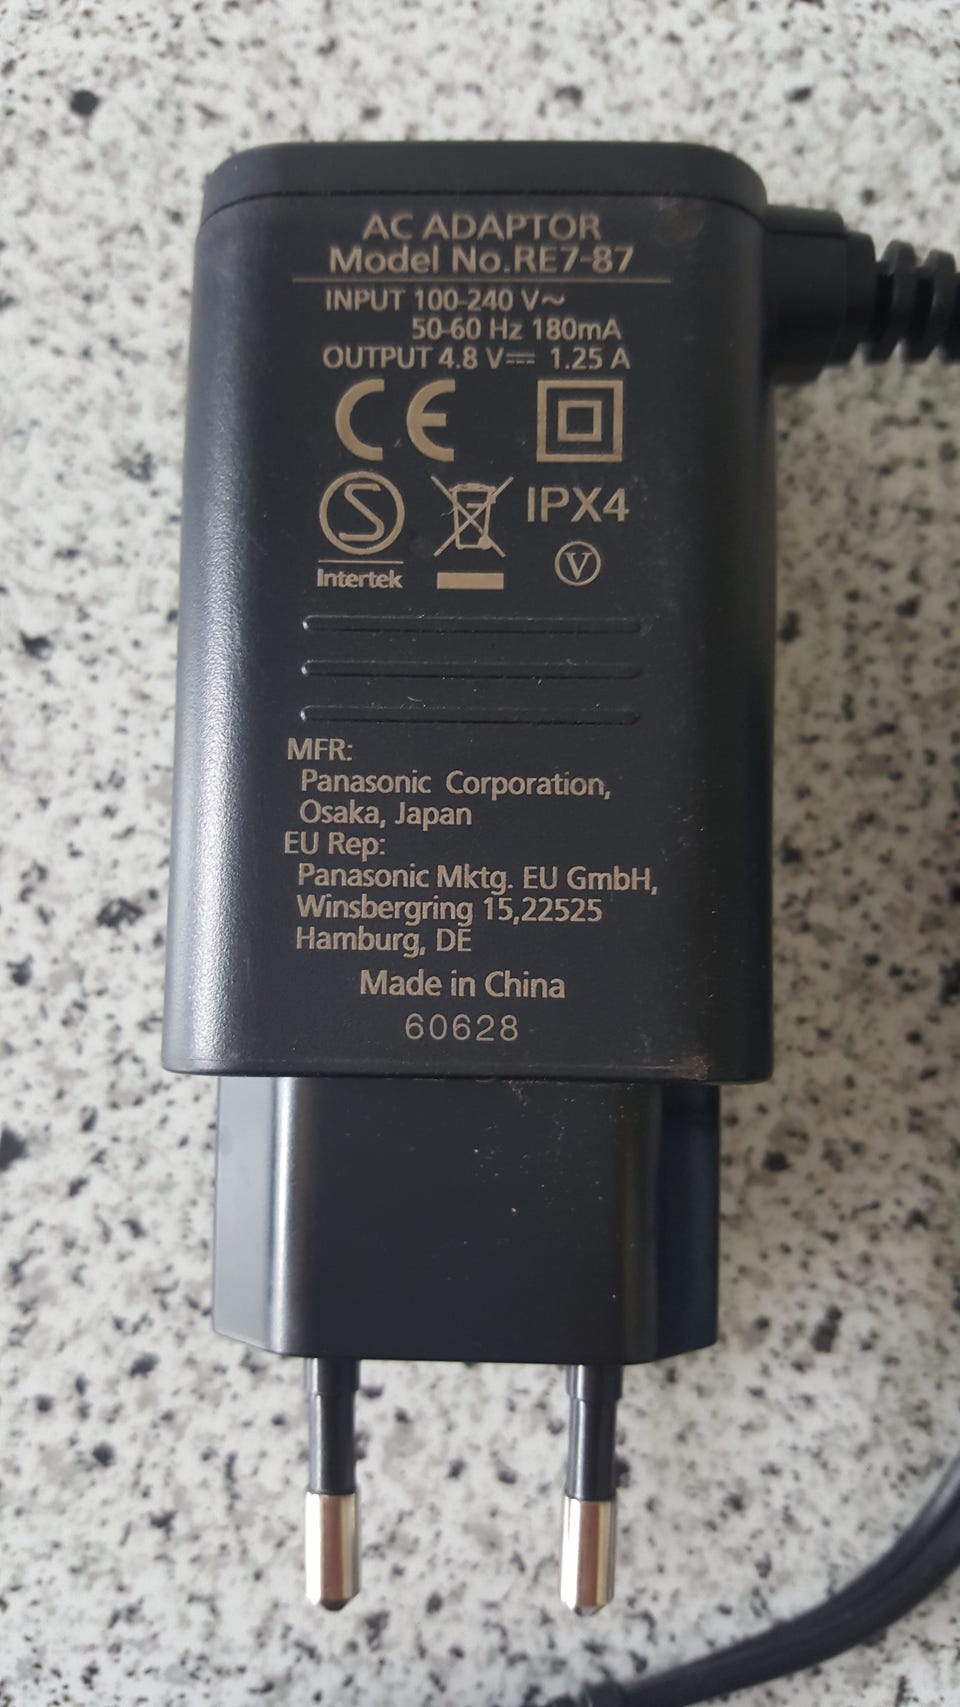 AC ADAPTOR
Model No.RE7-87
INPUT 100-240 V~
50-60 Hz 180mA
OUTPUT 4.8 V⎓ 1.25 A
CE
S
IPX4
Intertek
V
MFR:
Panasonic Corporation,
Osaka, Japan
EU Rep:
Panasonic Mktg. EU GmbH,
Winsbergring 15,22525
Hamburg, DE
Made in China
60628